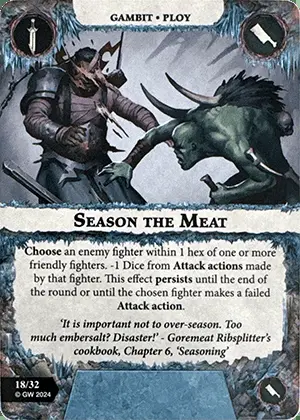 GAMBIT • PLOY
SEASON THE MEAT
Choose an enemy fighter within 1 hex of one or more
friendly fighters. -1 Dice from Attack actions made
by that fighter. This effect persists until the end of
the round or until the chosen fighter makes a failed
Attack action.
'It is important not to over-season. Too
much embersalt? Disaster!' - Goremeat Ribsplitter's
cookbook, Chapter 6, 'Seasoning'
18/32
© GW 2024